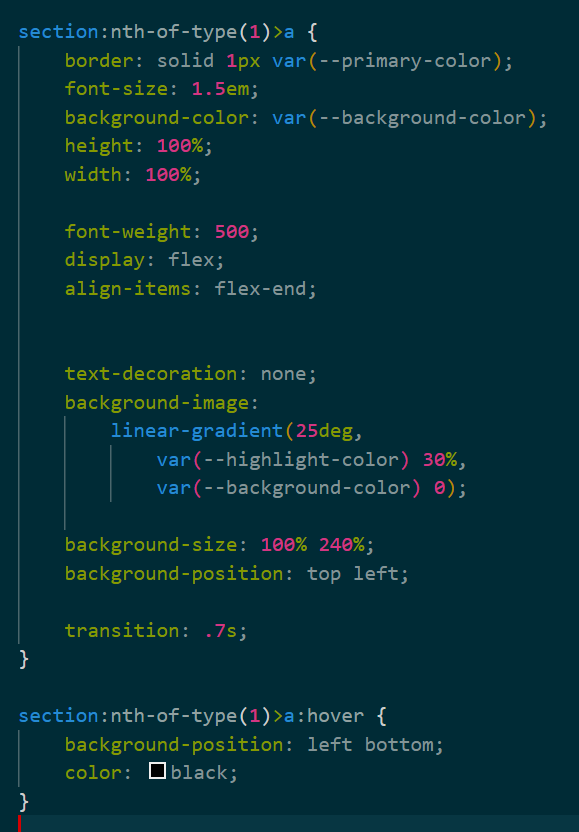 section:nth-of-type(1)>a {
border: solid 1px var(--primary-color);
font-size: 1.5em;
background-color: var(--background-color);
height: 100%;
width: 100%;
font-weight: 500;
display: flex;
align-items: flex-end;
text-decoration: none;
background-image:
linear-gradient(25deg,
var(--highlight-color) 30%,
var(--background-color) 0);
background-size: 100% 240%;
background-position: top left;
transition: .7s;
}
section:nth-of-type(1)>a:hover {
background-position: left bottom;
color: black;
}